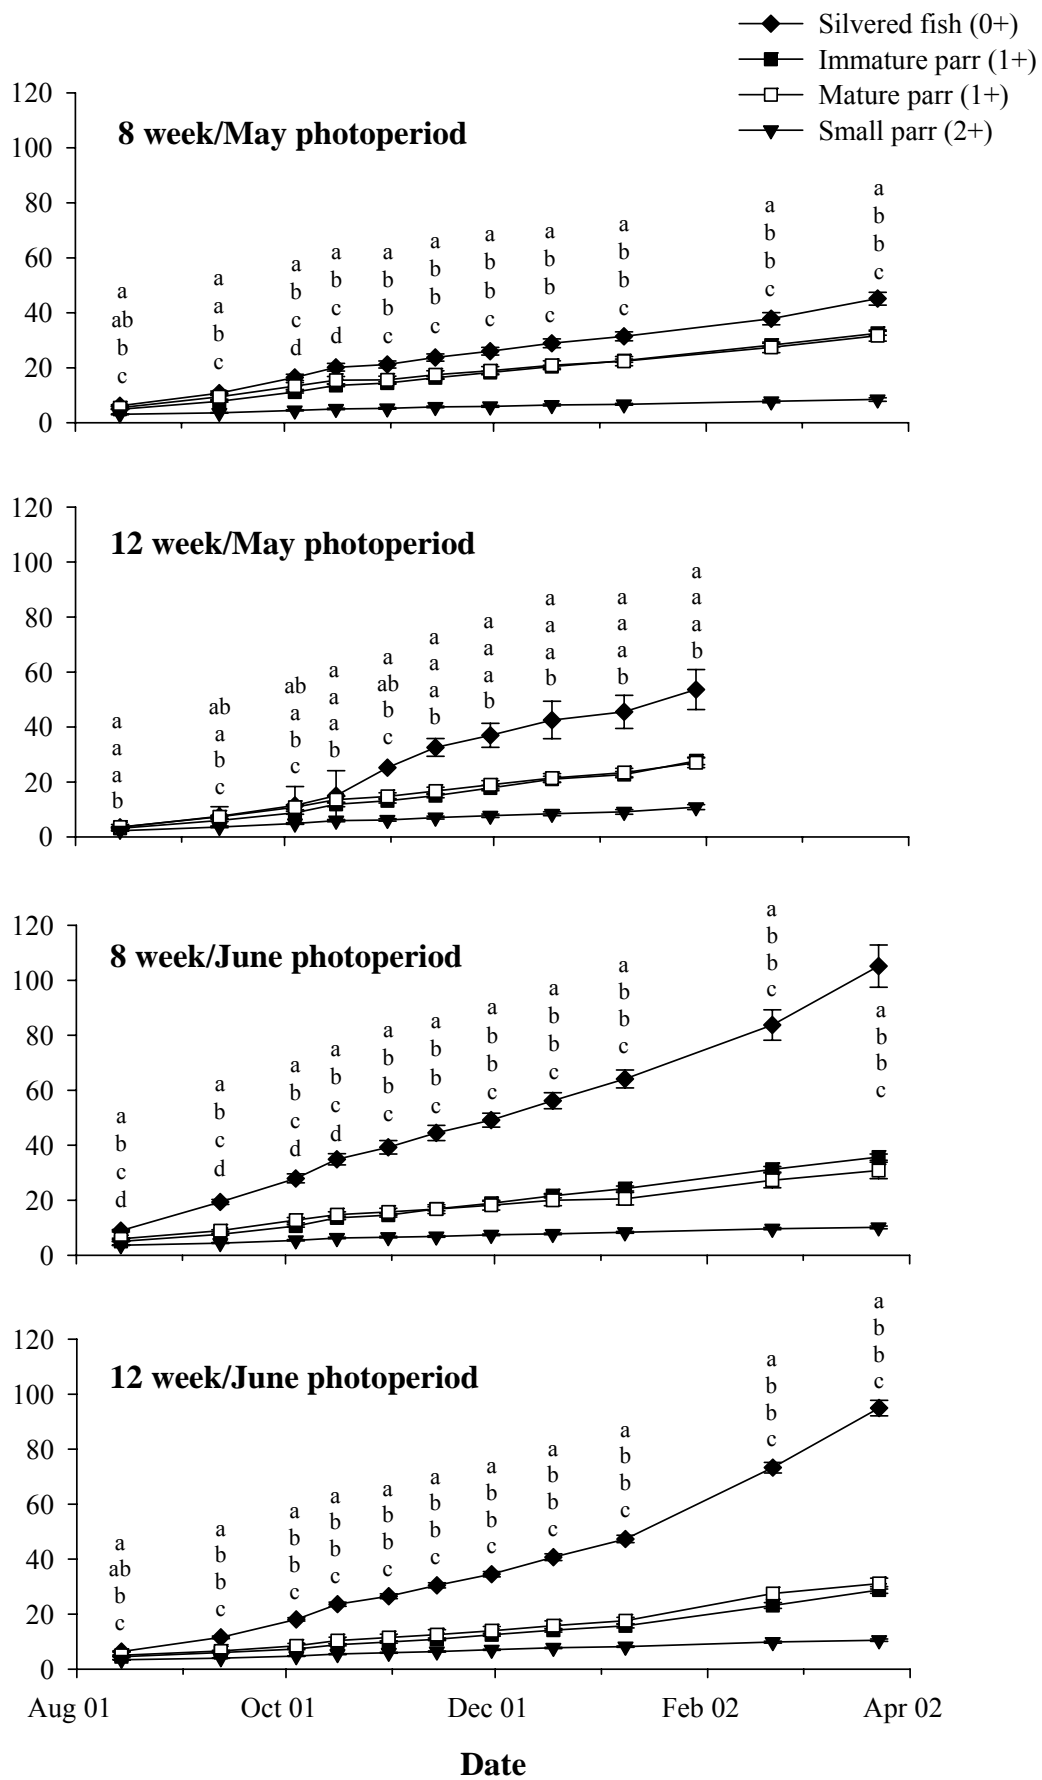 Silvered fish (0+)
Immature parr (1+)
Mature parr (1+)
Small parr (2+)
120
100
80
60
40
20
0
8 week/May photoperiod
a
ab
b
c
a
a
b
c
a
b
c
d
a
b
c
d
a
b
b
c
a
b
b
c
a
b
b
c
a
b
b
c
a
b
b
c
a
b
b
c
a
b
b
c
120
100
80
60
40
20
0
12 week/May photoperiod
a
a
a
b
ab
a
b
c
ab
a
b
c
a
a
a
b
a
ab
b
c
a
a
a
b
a
a
a
b
a
a
a
b
a
a
a
b
a
a
a
b
120
100
80
60
40
20
0
8 week/June photoperiod
a
b
c
d
a
b
c
d
a
b
c
d
a
b
c
d
a
b
b
c
a
b
b
c
a
b
b
c
a
b
b
c
a
b
b
c
a
b
b
c
a
b
b
c
120
100
80
60
40
20
0
12 week/June photoperiod
a
ab
b
c
a
b
b
c
a
b
b
c
a
b
b
c
a
b
b
c
a
b
b
c
a
b
b
c
a
b
b
c
a
b
b
c
a
b
b
c
a
b
b
c
Aug 01 Oct 01 Dec 01 Feb 02 Apr 02
Date